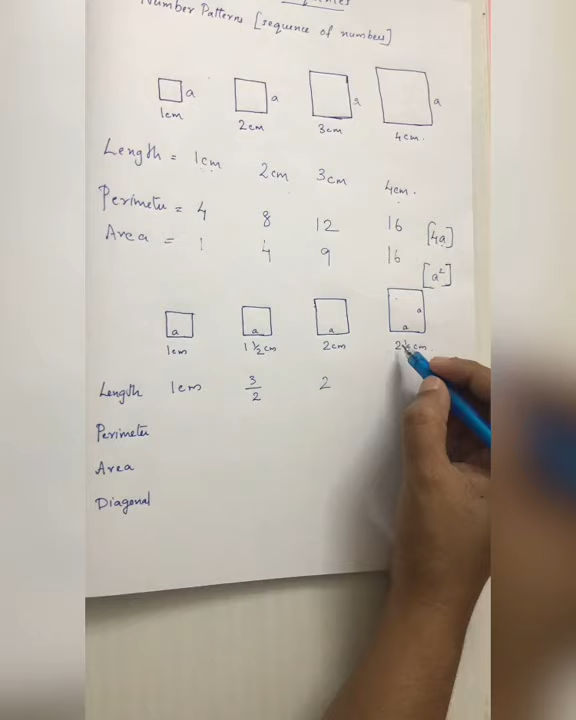 Number Patterns [sequence of numbers]
a a a a
1cm 2cm 3cm 4cm.
Length = 1cm 2cm 3cm 4cm.
Perimeter = 4 8 12 16 [4a]
Area = 1 4 9 16 [a²]
a a a a a
1cm 1½cm 2cm 2½cm
Length 1cm 3/2 2
Perimeter
Area
Diagonal